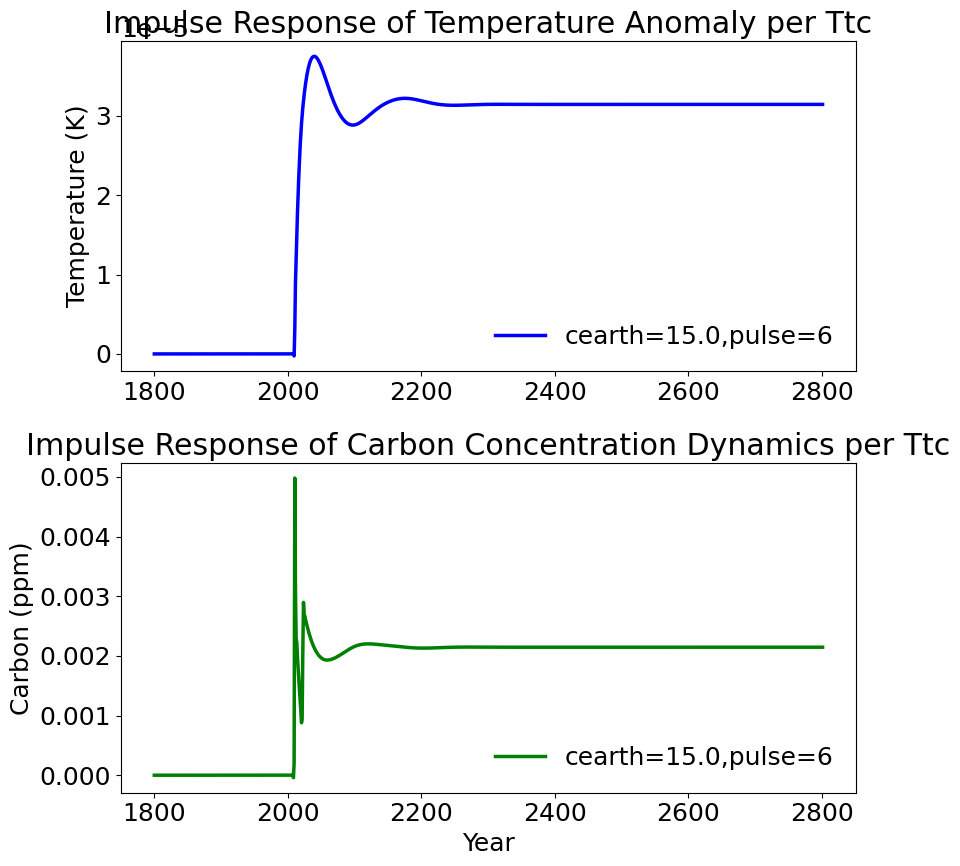 Impulse Response of Temperature Anomaly per Ttc
1e−5
3
2
1
0
Temperature (K)
cearth=15.0,pulse=6
1800 2000 2200 2400 2600 2800
Impulse Response of Carbon Concentration Dynamics per Ttc
0.005
0.004
0.003
0.002
0.001
0.000
Carbon (ppm)
cearth=15.0,pulse=6
1800 2000 2200 2400 2600 2800
Year